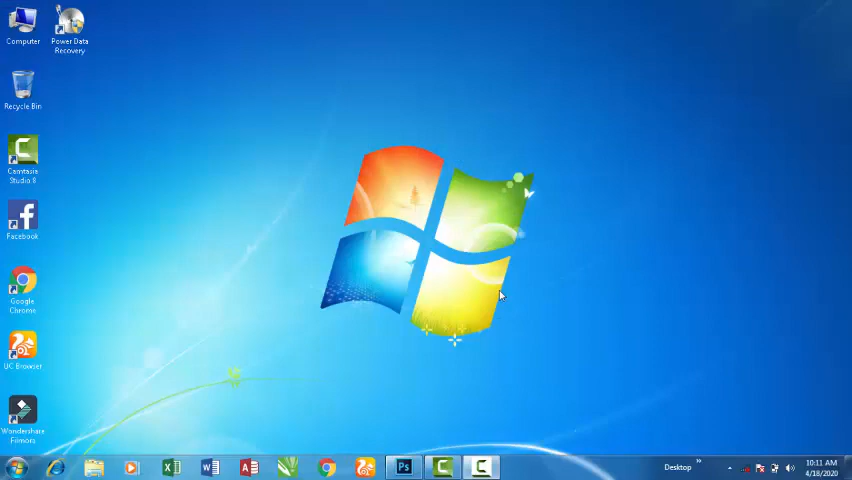 Computer
Power Data
Recovery
Recycle Bin
Camtasia
Studio 8
Facebook
Google
Chrome
UC Browser
Wondershare
Filmora
Ps
Desktop
10:11 AM
4/18/2020